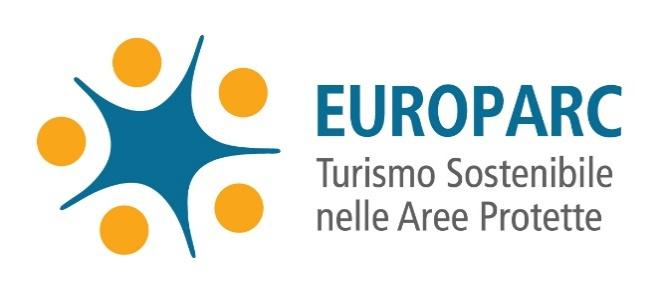 EUROPARC
Turismo Sostenibile
nelle Aree Protette